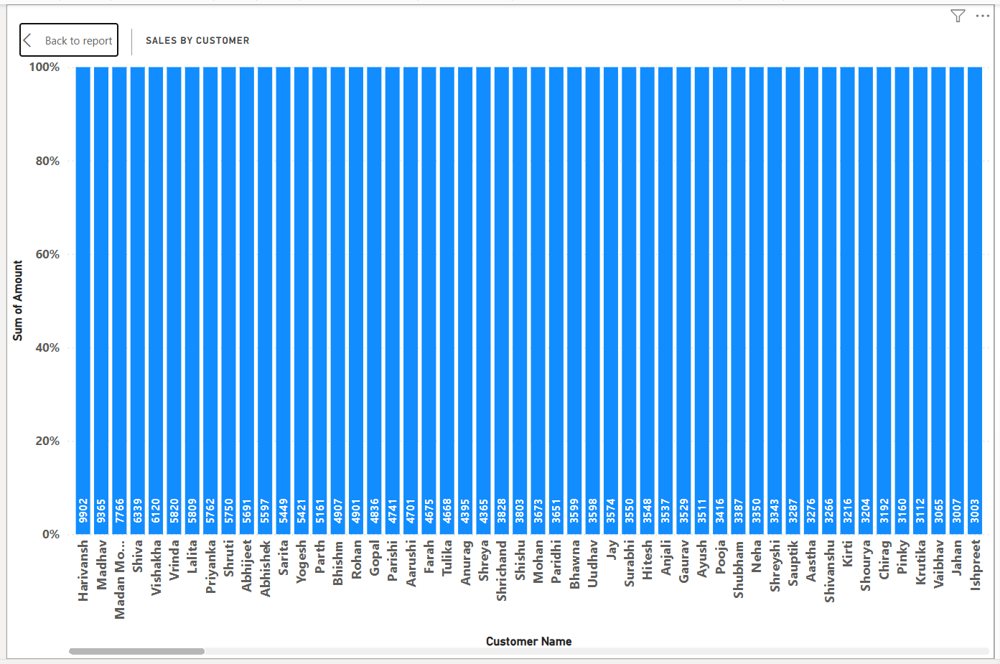 Back to report
SALES BY CUSTOMER
100%
80%
60%
40%
20%
0%
Sum of Amount
9902
9365
7766
6339
6120
5820
5809
5762
5750
5691
5597
5449
5421
5161
4907
4901
4836
4741
4701
4675
4668
4395
4365
3828
3803
3673
3651
3599
3598
3574
3550
3548
3537
3529
3511
3416
3387
3350
3343
3287
3276
3266
3216
3204
3192
3160
3112
3065
3007
3003
Harivansh
Madhav
Madan Mo...
Shiva
Vishakha
Vrinda
Lalita
Priyanka
Shruti
Abhijeet
Abhishek
Sarita
Yogesh
Parth
Bhishm
Rohan
Gopal
Parishi
Aarushi
Farah
Tulika
Anurag
Shreya
Shrichand
Shishu
Mohan
Paridhi
Bhawna
Uudhav
Jay
Surabhi
Hitesh
Anjali
Gaurav
Ayush
Pooja
Shubham
Neha
Shreyshi
Sauptik
Aastha
Shivanshu
Kirti
Shourya
Chirag
Pinky
Krutika
Vaibhav
Jahan
Ishpreet
Customer Name